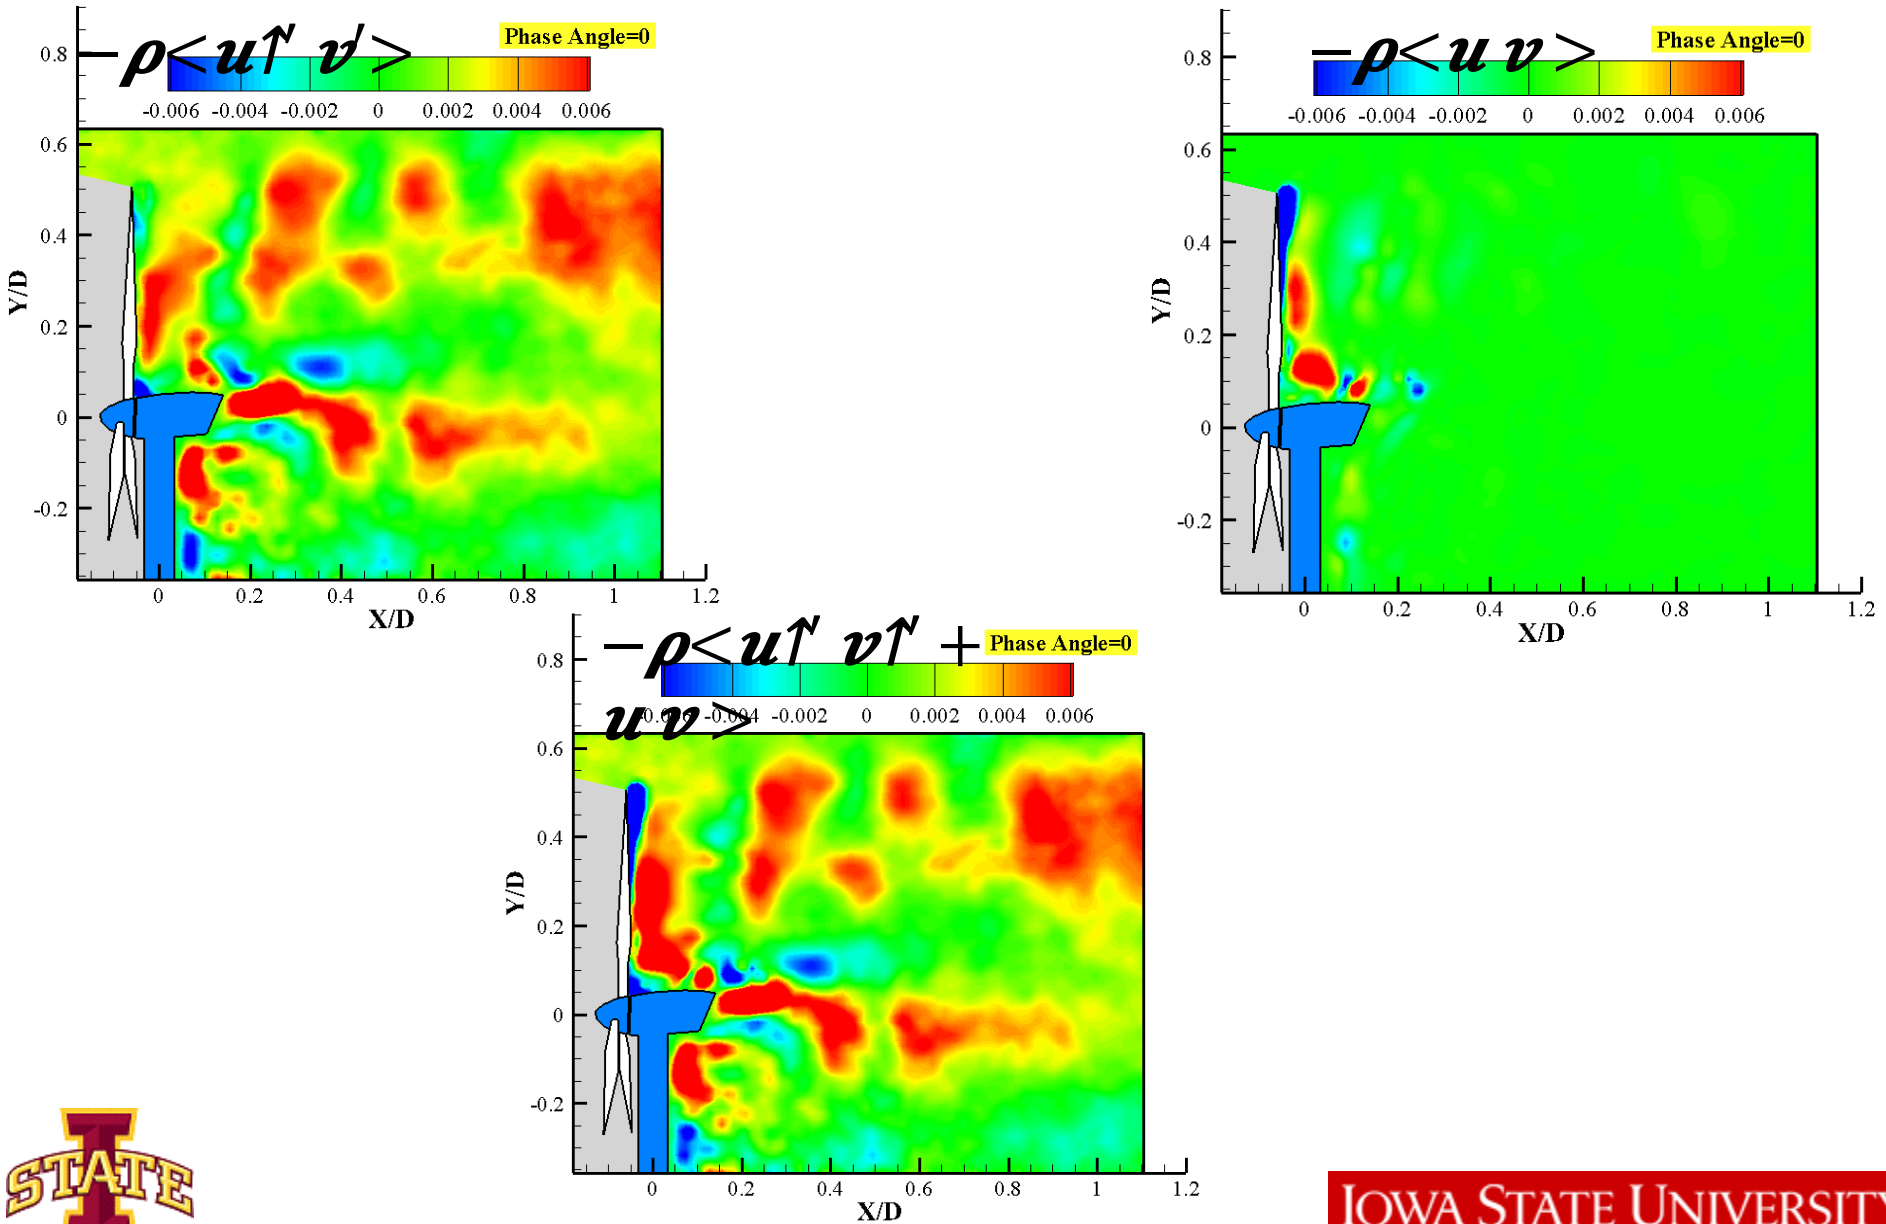 −ρ<u↑′ v′>
Phase Angle=0
-0.006 -0.004 -0.002 0 0.002 0.004 0.006
0.8
0.6
0.4
0.2
0
-0.2
Y/D
0 0.2 0.4 0.6 0.8 1 1.2
X/D
−ρ<u v>
Phase Angle=0
-0.006 -0.004 -0.002 0 0.002 0.004 0.006
0.8
0.6
0.4
0.2
0
-0.2
Y/D
0 0.2 0.4 0.6 0.8 1 1.2
X/D
−ρ<u↑′ v↑′ +
u v>
Phase Angle=0
-0.006 -0.004 -0.002 0 0.002 0.004 0.006
0.8
0.6
0.4
0.2
0
-0.2
Y/D
0 0.2 0.4 0.6 0.8 1 1.2
X/D
STATE
IOWA STATE UNIVERSITY